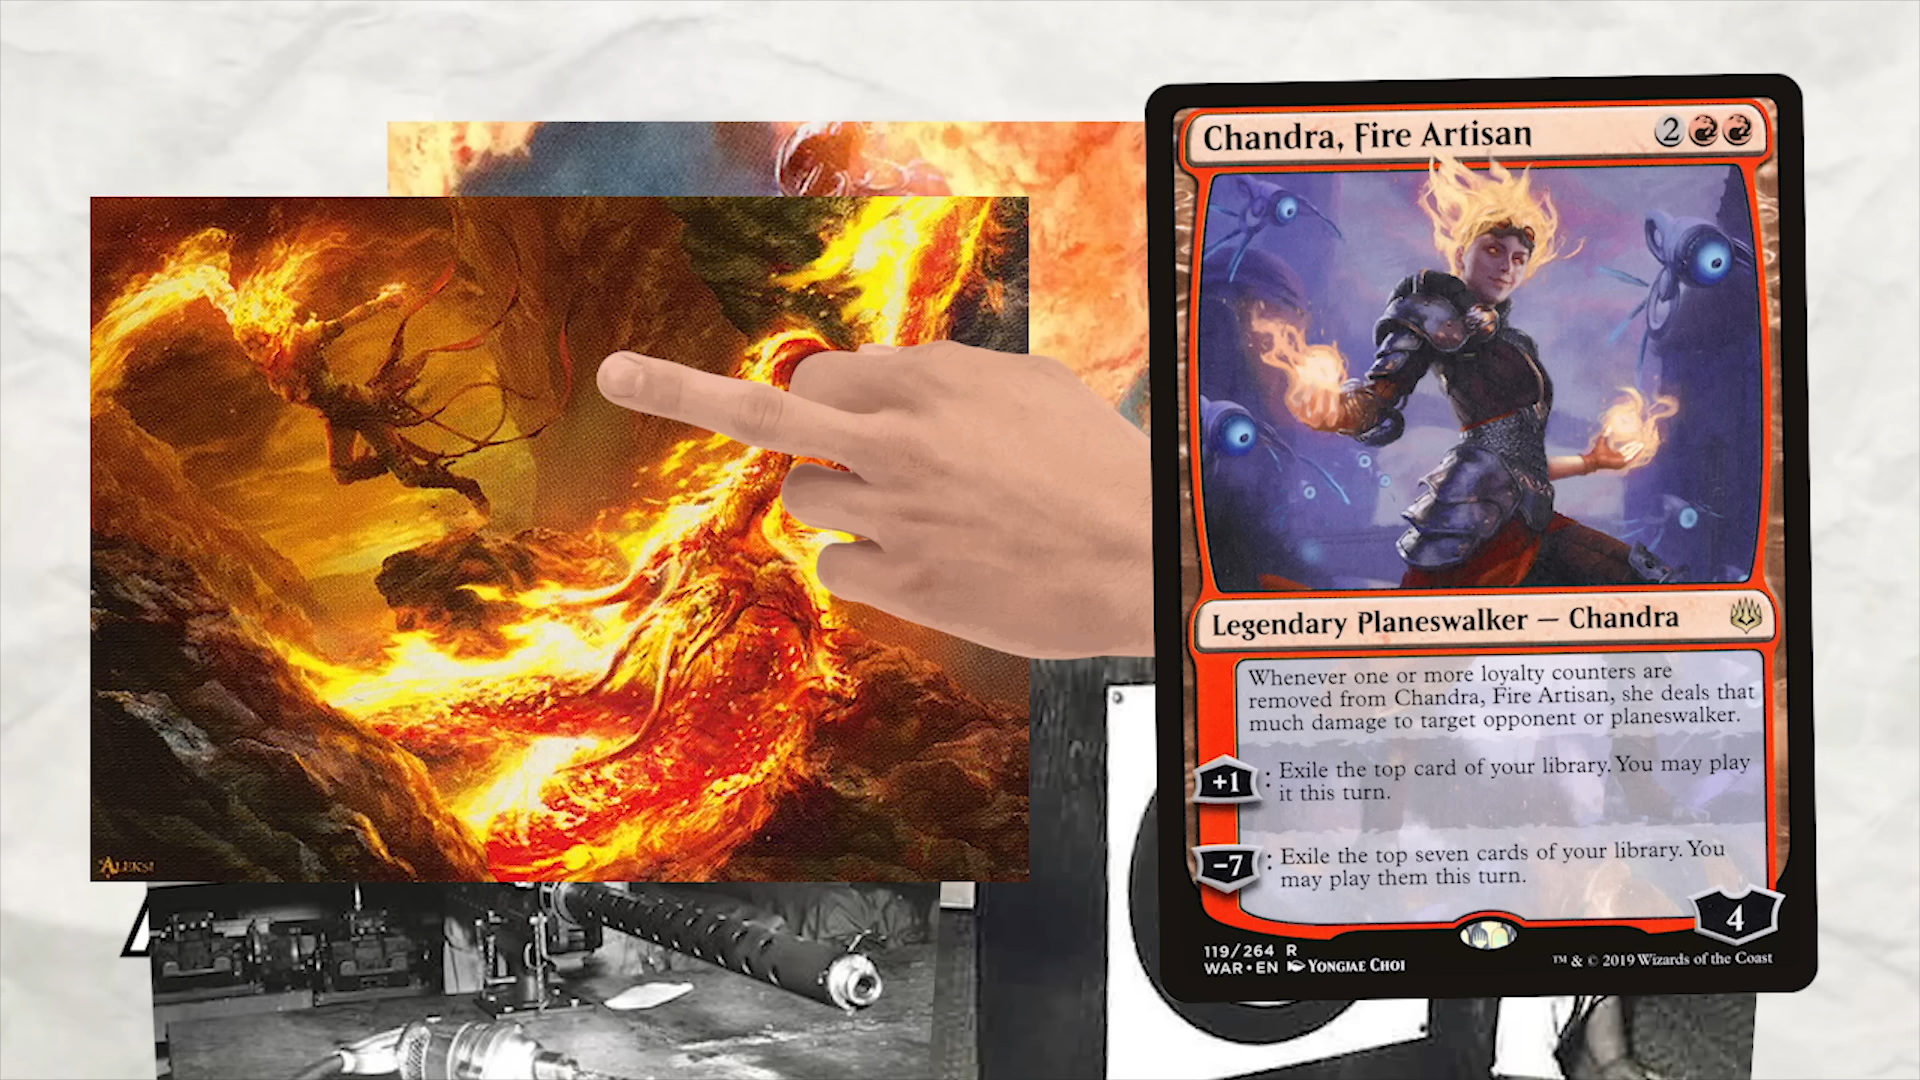 Chandra, Fire Artisan 2
Legendary Planeswalker — Chandra
Whenever one or more loyalty counters are
removed from Chandra, Fire Artisan, she deals that
much damage to target opponent or planeswalker.
+1 : Exile the top card of your library. You may play
it this turn.
−7 : Exile the top seven cards of your library. You
may play them this turn.
4
119/264 R
WAR • EN YONGJAE CHOI
™ & © 2019 Wizards of the Coast
ALEKSI